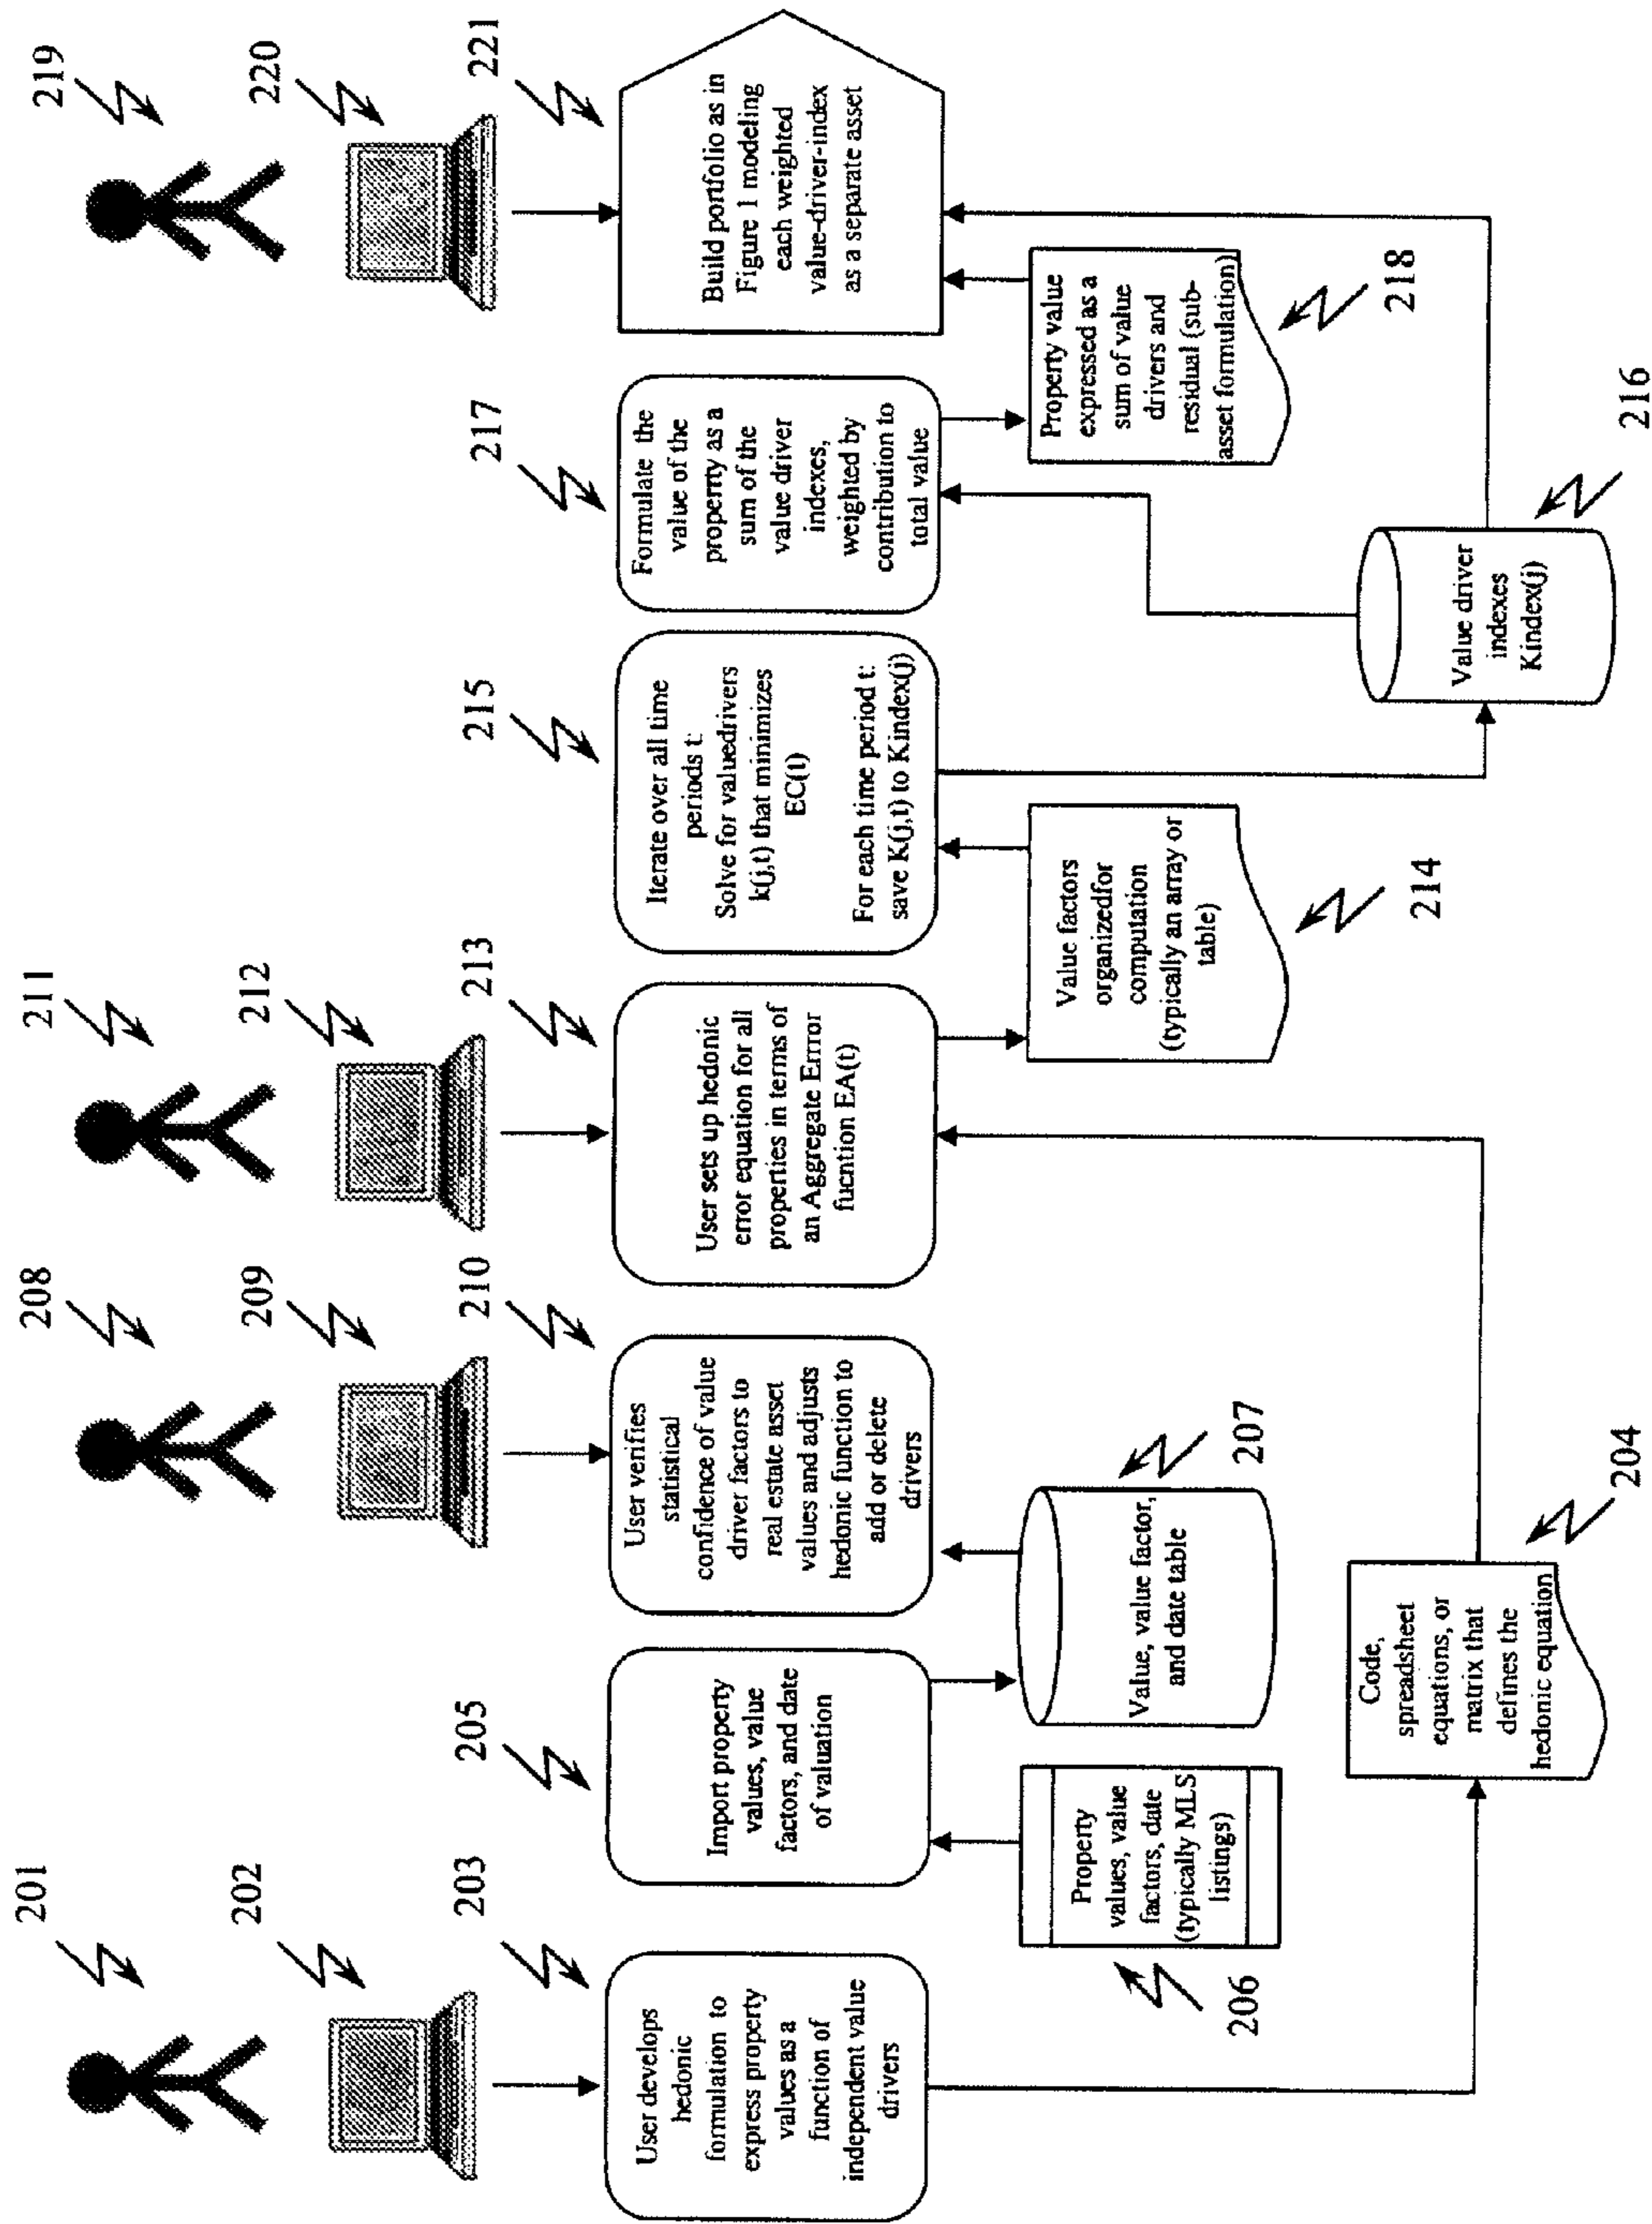 201
202
203
User develops
hedonic
formulation to
express property
values as a
function of
independent value
drivers
205
Import property
values, value
factors, and date
of valuation
206
Property
values, value
factors, date
(typically MLS
listings)
207
Value, value factor,
and date table
204
Code,
spreadsheet
equations, or
matrix that
defines the
hedonic equation
208
209
210
User verifies
statistical
confidence of value
driver factors to
real estate asset
values and adjusts
hedonic function to
add or delete
drivers
211
212
213
User sets up hedonic
error equation for all
properties in terms of
an Aggregate Error
fucntion EA(t)
214
Value factors
organizedfor
computation
(typically an array or
table)
215
Iterate over all time
periods t:
Solve for valuedrivers
k(j,t) that minimizes
EC(t)
For each time period t:
save K(j,t) to Kindex(j)
216
Value driver
indexes
Kindex(j)
217
Formulate the
value of the
property as a
sum of the
value driver
indexes,
weighted by
contribution to
total value
218
Property value
expressed as a
sum of value
drivers and
residual (sub-
asset formulation)
219
220
221
Build portfolio as in
Figure 1 modeling
each weighted
value-driver-index
as a separate asset